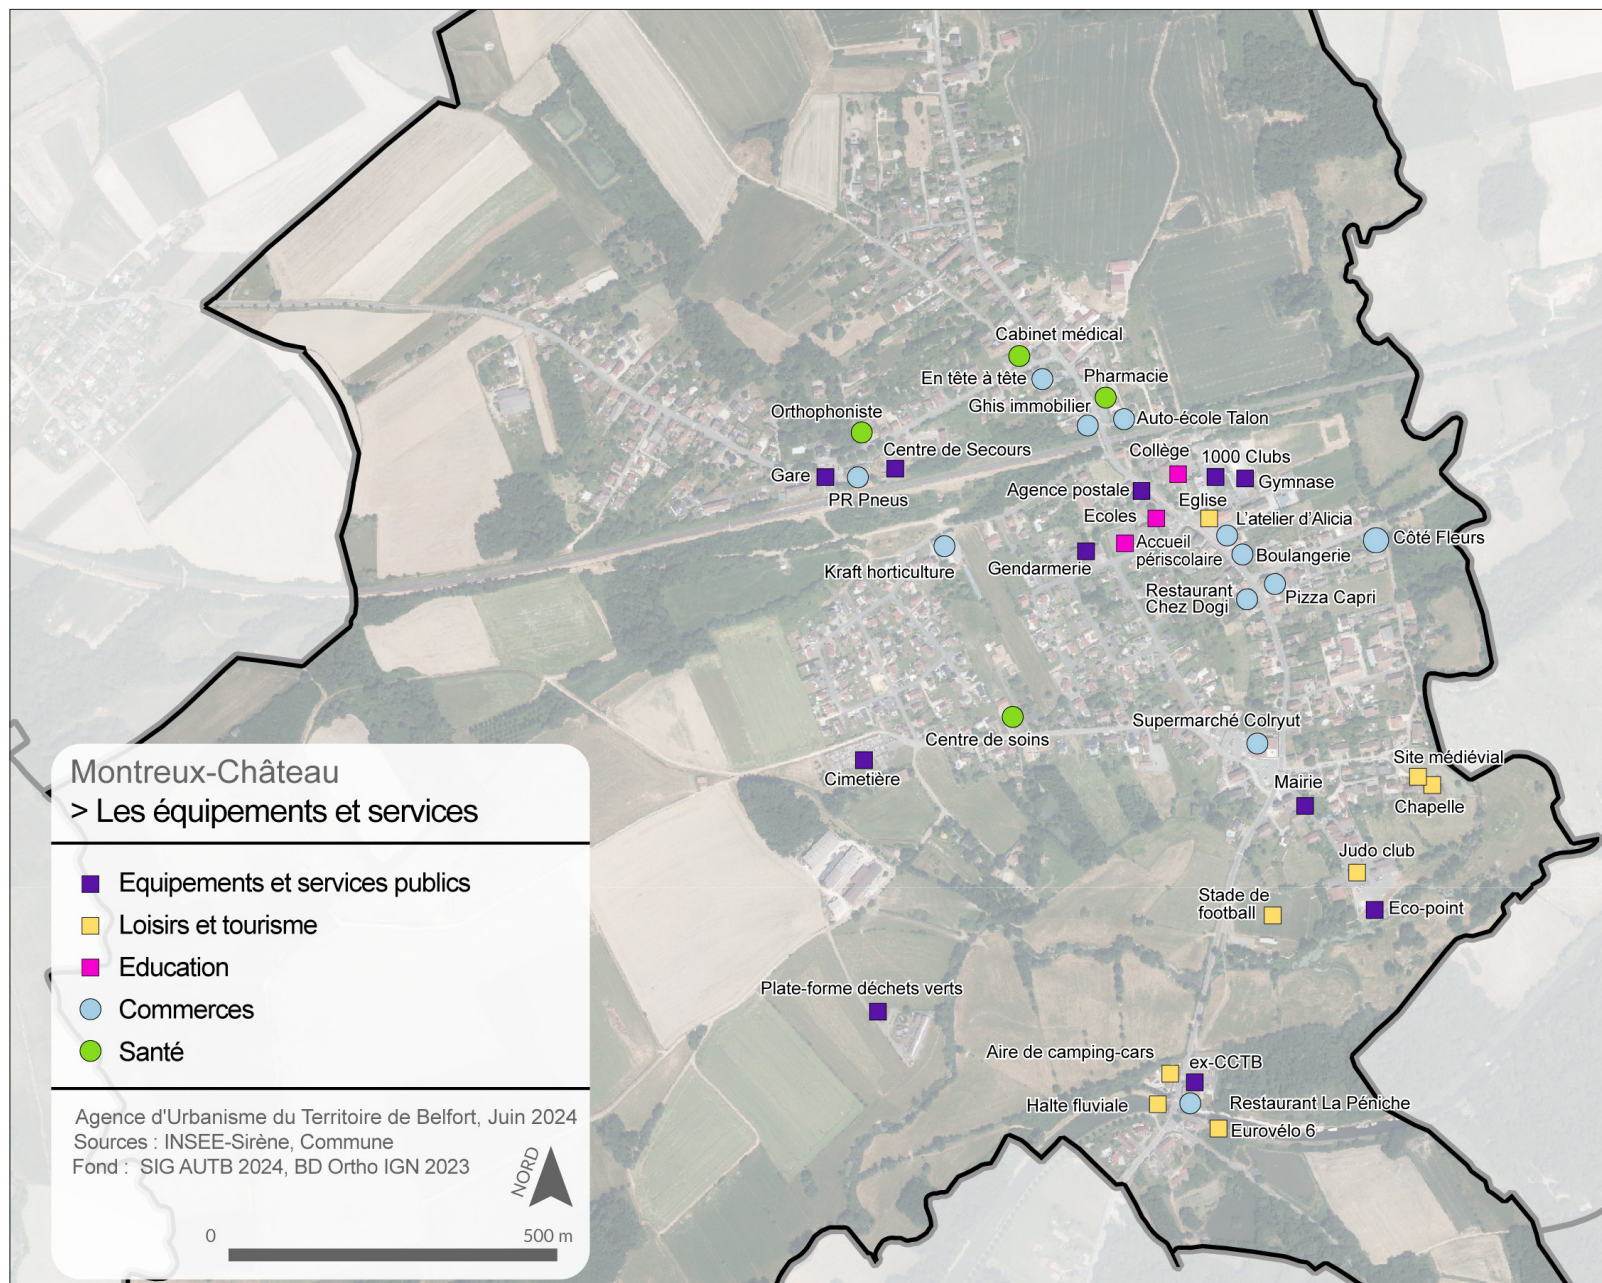 Cabinet médical
En tête à tête
Pharmacie
Ghis immobilier
Auto-école Talon
Orthophoniste
Centre de Secours
Gare
PR Pneus
Collège
1000 Clubs
Gymnase
Agence postale
Eglise
Ecoles
L'atelier d'Alicia
Côté Fleurs
Accueil
périscolaire
Boulangerie
Gendarmerie
Kraft horticulture
Restaurant
Chez Dogi
Pizza Capri
Supermarché Colryut
Centre de soins
Cimetière
Site médiévial
Mairie
Chapelle
Judo club
Stade de
football
Eco-point
Plate-forme déchets verts
Aire de camping-cars
ex-CCTB
Halte fluviale
Restaurant La Péniche
Eurovélo 6
Montreux-Château
> Les équipements et services
Equipements et services publics
Loisirs et tourisme
Education
Commerces
Santé
Agence d'Urbanisme du Territoire de Belfort, Juin 2024
Sources : INSEE-Sirène, Commune
Fond : SIG AUTB 2024, BD Ortho IGN 2023
NORD
0 500 m